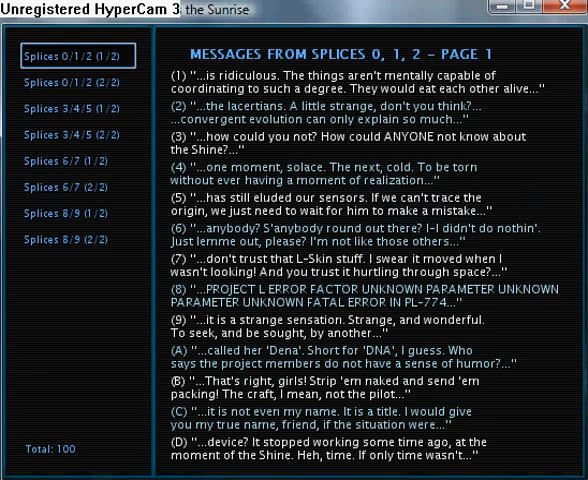 Unregistered HyperCam 3 the Sunrise
Splices 0/1/2 (1/2)
Splices 0/1/2 (2/2)
Splices 3/4/5 (1/2)
Splices 3/4/5 (2/2)
Splices 6/7 (1/2)
Splices 6/7 (2/2)
Splices 8/9 (1/2)
Splices 8/9 (2/2)
Total: 100
MESSAGES FROM SPLICES 0, 1, 2 - PAGE 1
(1) "...is ridiculous. The things aren't mentally capable of
coordinating to such a degree. They would eat each other alive..."
(2) "...the lacertians. A little strange, don't you think?...
...convergent evolution can only explain so much..."
(3) "...how could you not? How could ANYONE not know about
the Shine?..."
(4) "...one moment, solace. The next, cold. To be torn
without ever having a moment of realization..."
(5) "...has still eluded our sensors. If we can't trace the
origin, we just need to wait for him to make a mistake..."
(6) "...anybody? S'anybody round out there? I-I didn't do nothin'.
Just lemme out, please? I'm not like those others..."
(7) "...don't trust that L-Skin stuff. I swear it moved when I
wasn't looking! And you trust it hurtling through space?..."
(8) "...PROJECT L ERROR FACTOR UNKNOWN PARAMETER UNKNOWN
PARAMETER UNKNOWN FATAL ERROR IN PL-774..."
(9) "...it is a strange sensation. Strange, and wonderful.
To seek, and be sought, by another..."
(A) "...called her 'Dena'. Short for 'DNA', I guess. Who
says the project members do not have a sense of humor?..."
(B) "...That's right, girls! Strip 'em naked and send 'em
packing! The craft, I mean, not the pilot..."
(C) "...it is not even my name. It is a title. I would give
you my true name, friend, if the situation were..."
(D) "...device? It stopped working some time ago, at the
moment of the Shine. Heh, time. If only time wasn't..."